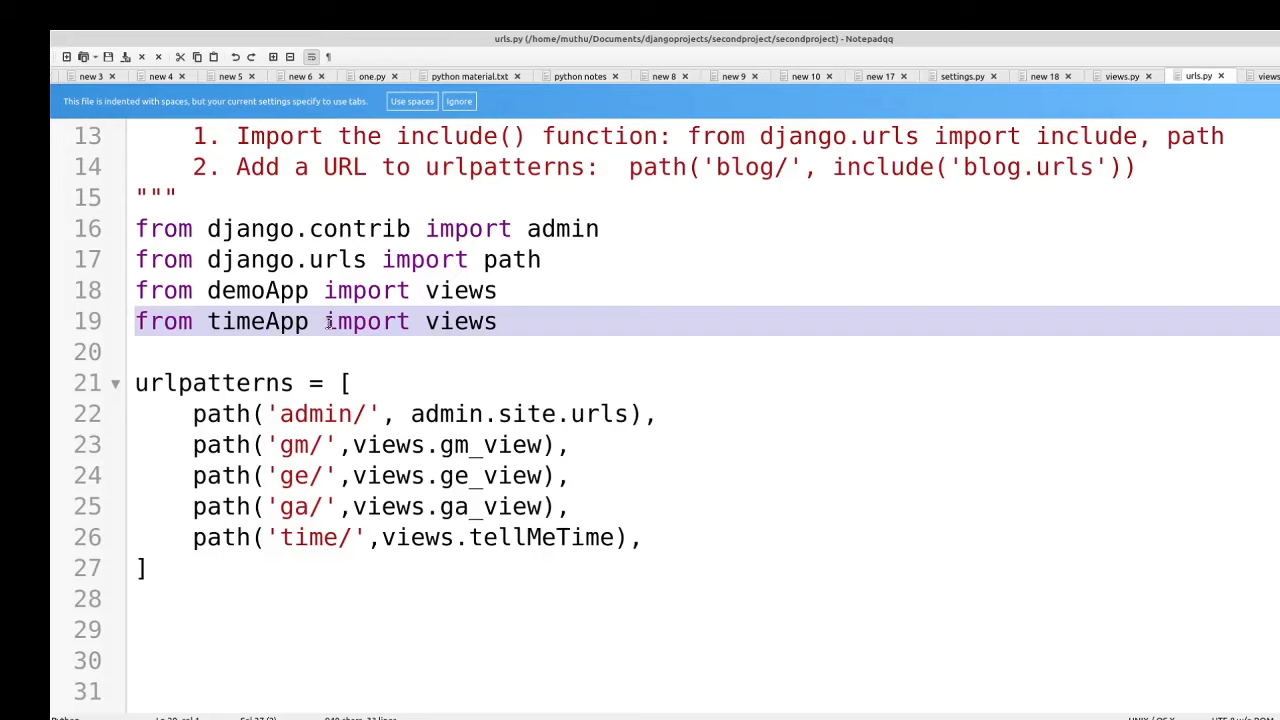 urls.py (/home/muthu/Documents/djangoprojects/secondproject/secondproject) - Notepadqq
new 3 new 4 new 5 new 6 one.py python material.txt python notes new 8 new 9 new 10 new 17 settings.py new 18 views.py urls.py views
This file is indented with spaces, but your current settings specify to use tabs. Use spaces Ignore
13 1. Import the include() function: from django.urls import include, path
14 2. Add a URL to urlpatterns: path('blog/', include('blog.urls'))
15 """
16 from django.contrib import admin
17 from django.urls import path
18 from demoApp import views
19 from timeApp import views
20
21 urlpatterns = [
22 path('admin/', admin.site.urls),
23 path('gm/',views.gm_view),
24 path('ge/',views.ge_view),
25 path('ga/',views.ga_view),
26 path('time/',views.tellMeTime),
27 ]
28
29
30
31